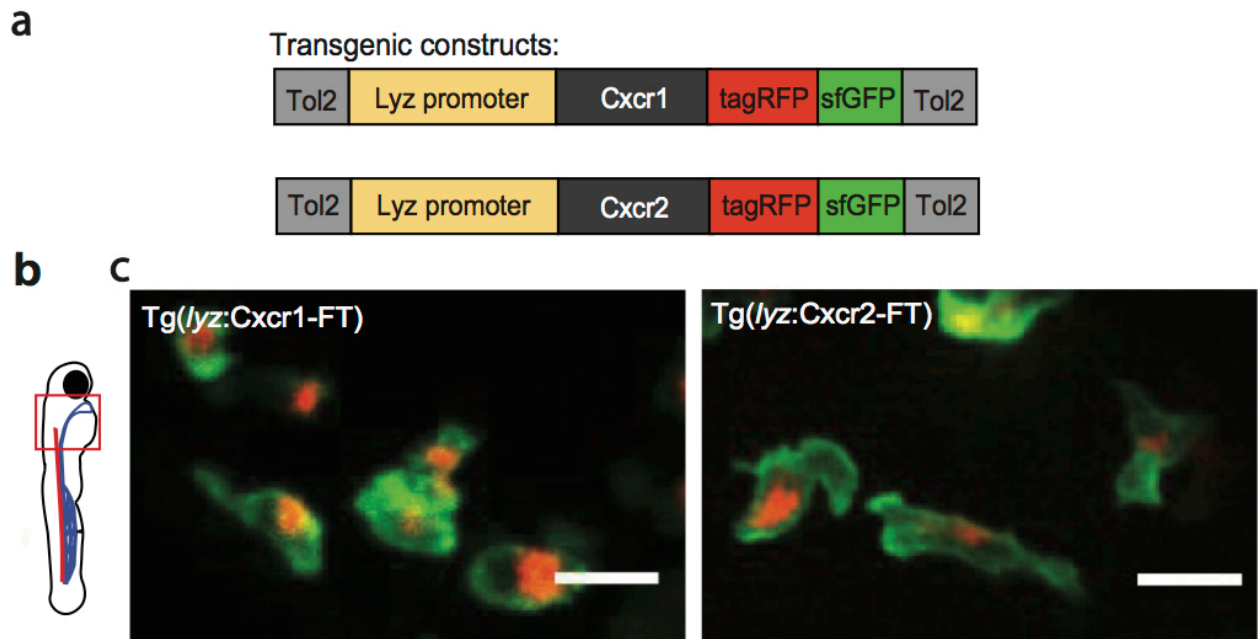 a
Transgenic constructs:
Tol2 Lyz promoter Cxcr1 tagRFP sfGFP Tol2
Tol2 Lyz promoter Cxcr2 tagRFP sfGFP Tol2
b
c
Tg(lyz:Cxcr1-FT)
Tg(lyz:Cxcr2-FT)